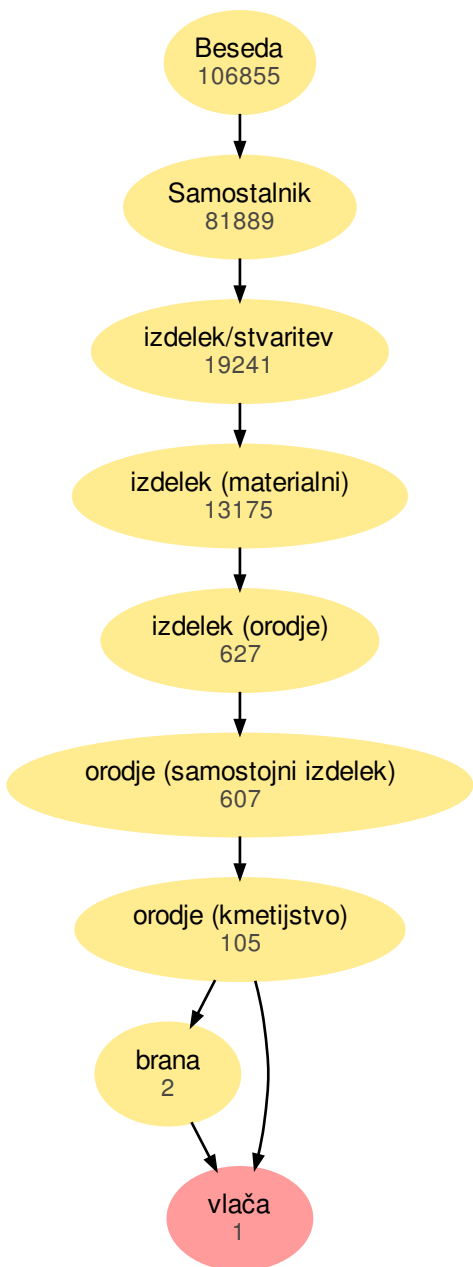 Beseda
106855
Samostalnik
81889
izdelek/stvaritev
19241
izdelek (materialni)
13175
izdelek (orodje)
627
orodje (samostojni izdelek)
607
orodje (kmetijstvo)
105
brana
2
vlača
1